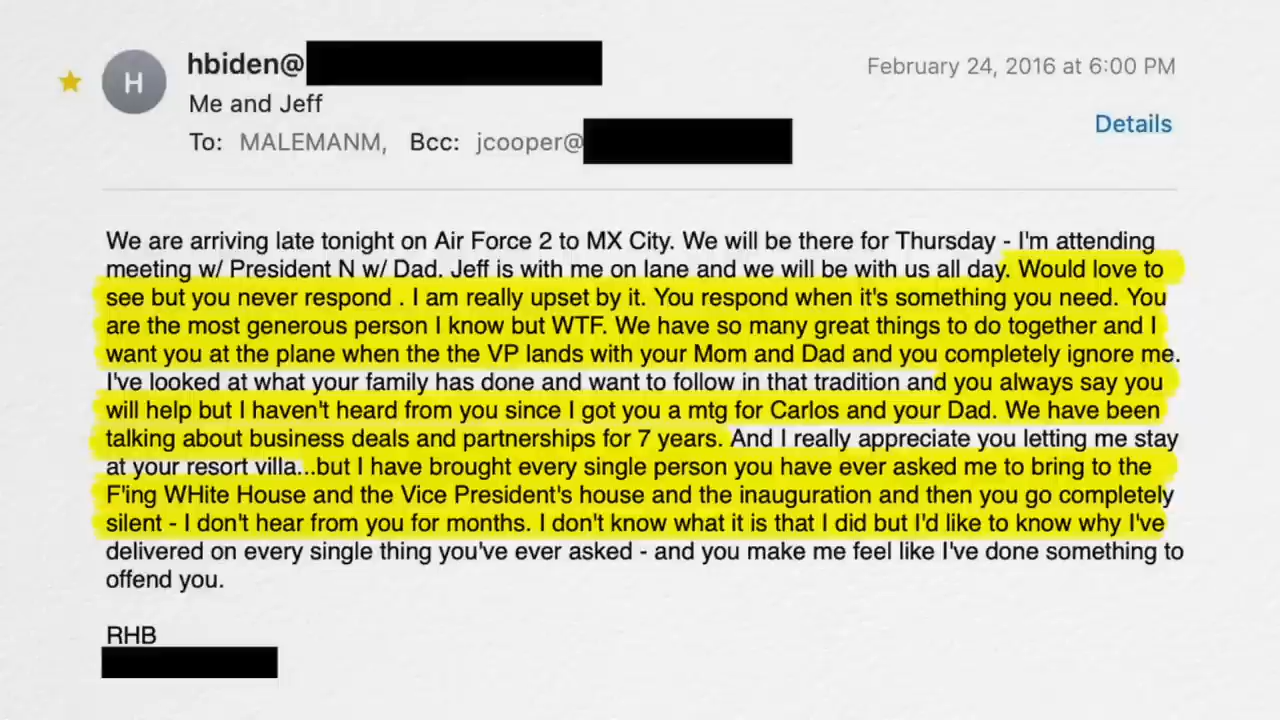 H
hbiden@
February 24, 2016 at 6:00 PM
Me and Jeff
To: MALEMANM, Bcc: jcooper@
Details
We are arriving late tonight on Air Force 2 to MX City. We will be there for Thursday - I'm attending
meeting w/ President N w/ Dad. Jeff is with me on lane and we will be with us all day. Would love to
see but you never respond . I am really upset by it. You respond when it's something you need. You
are the most generous person I know but WTF. We have so many great things to do together and I
want you at the plane when the the VP lands with your Mom and Dad and you completely ignore me.
I've looked at what your family has done and want to follow in that tradition and you always say you
will help but I haven't heard from you since I got you a mtg for Carlos and your Dad. We have been
talking about business deals and partnerships for 7 years. And I really appreciate you letting me stay
at your resort villa...but I have brought every single person you have ever asked me to bring to the
F'ing WHite House and the Vice President's house and the inauguration and then you go completely
silent - I don't hear from you for months. I don't know what it is that I did but I'd like to know why I've
delivered on every single thing you've ever asked - and you make me feel like I've done something to
offend you.
RHB